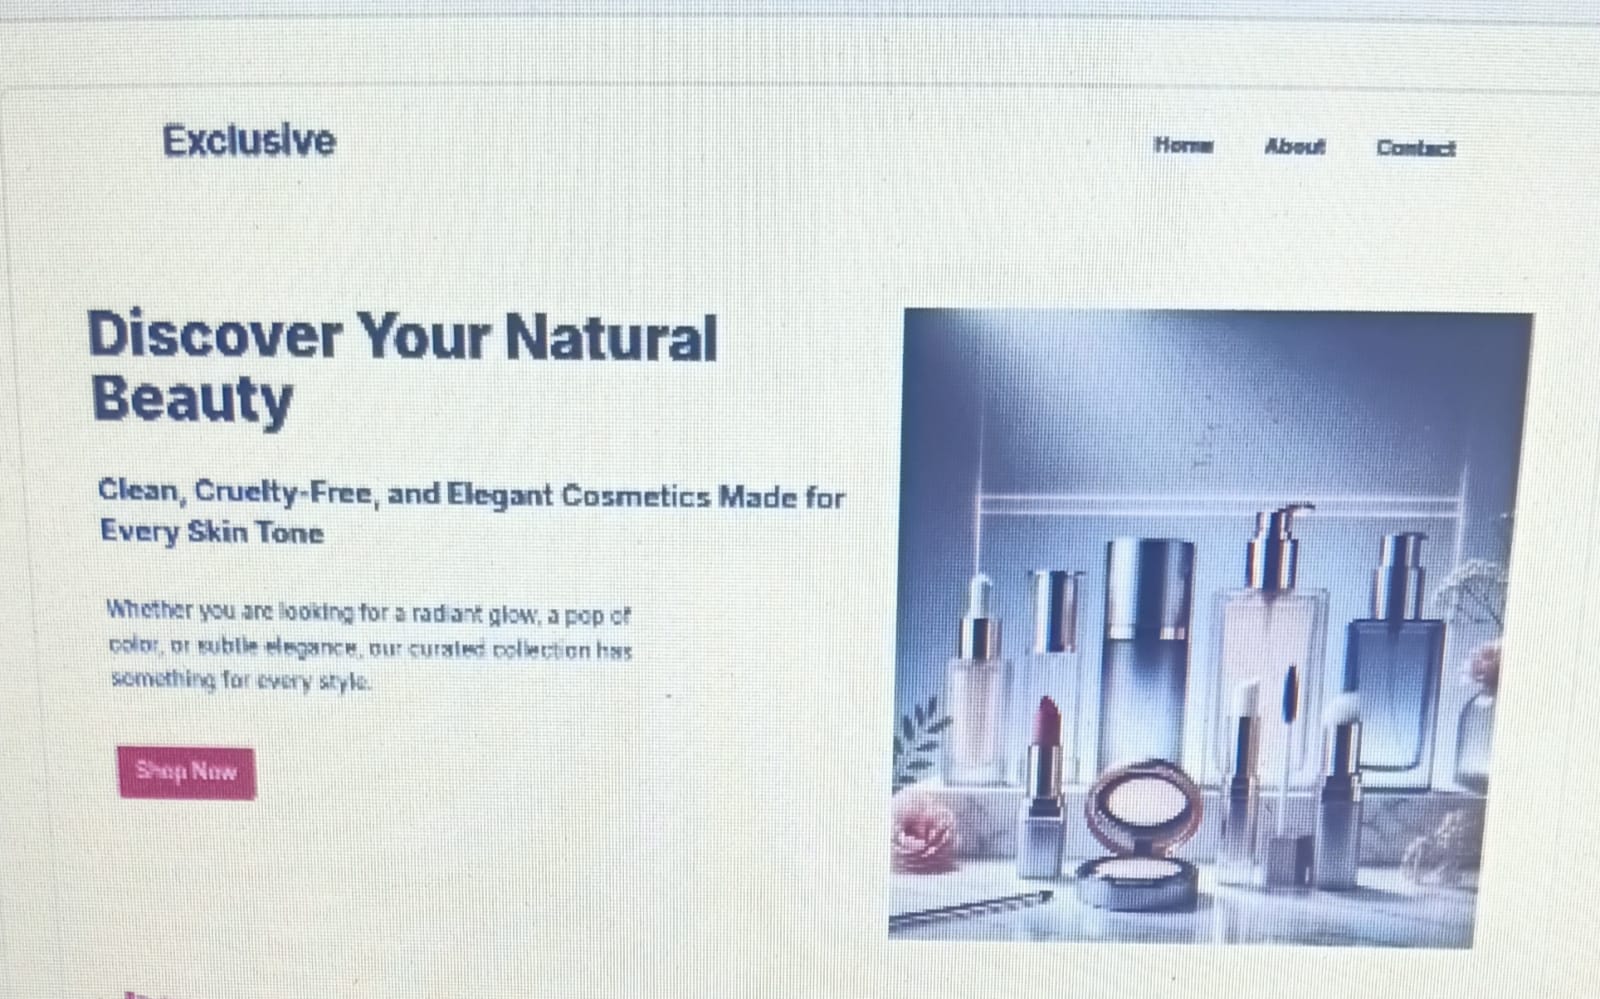 Exclusive
Home About Contact
Discover Your Natural
Beauty
Clean, Cruelty-Free, and Elegant Cosmetics Made for
Every Skin Tone
Whether you are looking for a radiant glow, a pop of
color, or subtle elegance, our curated collection has
something for every style.
Shop Now